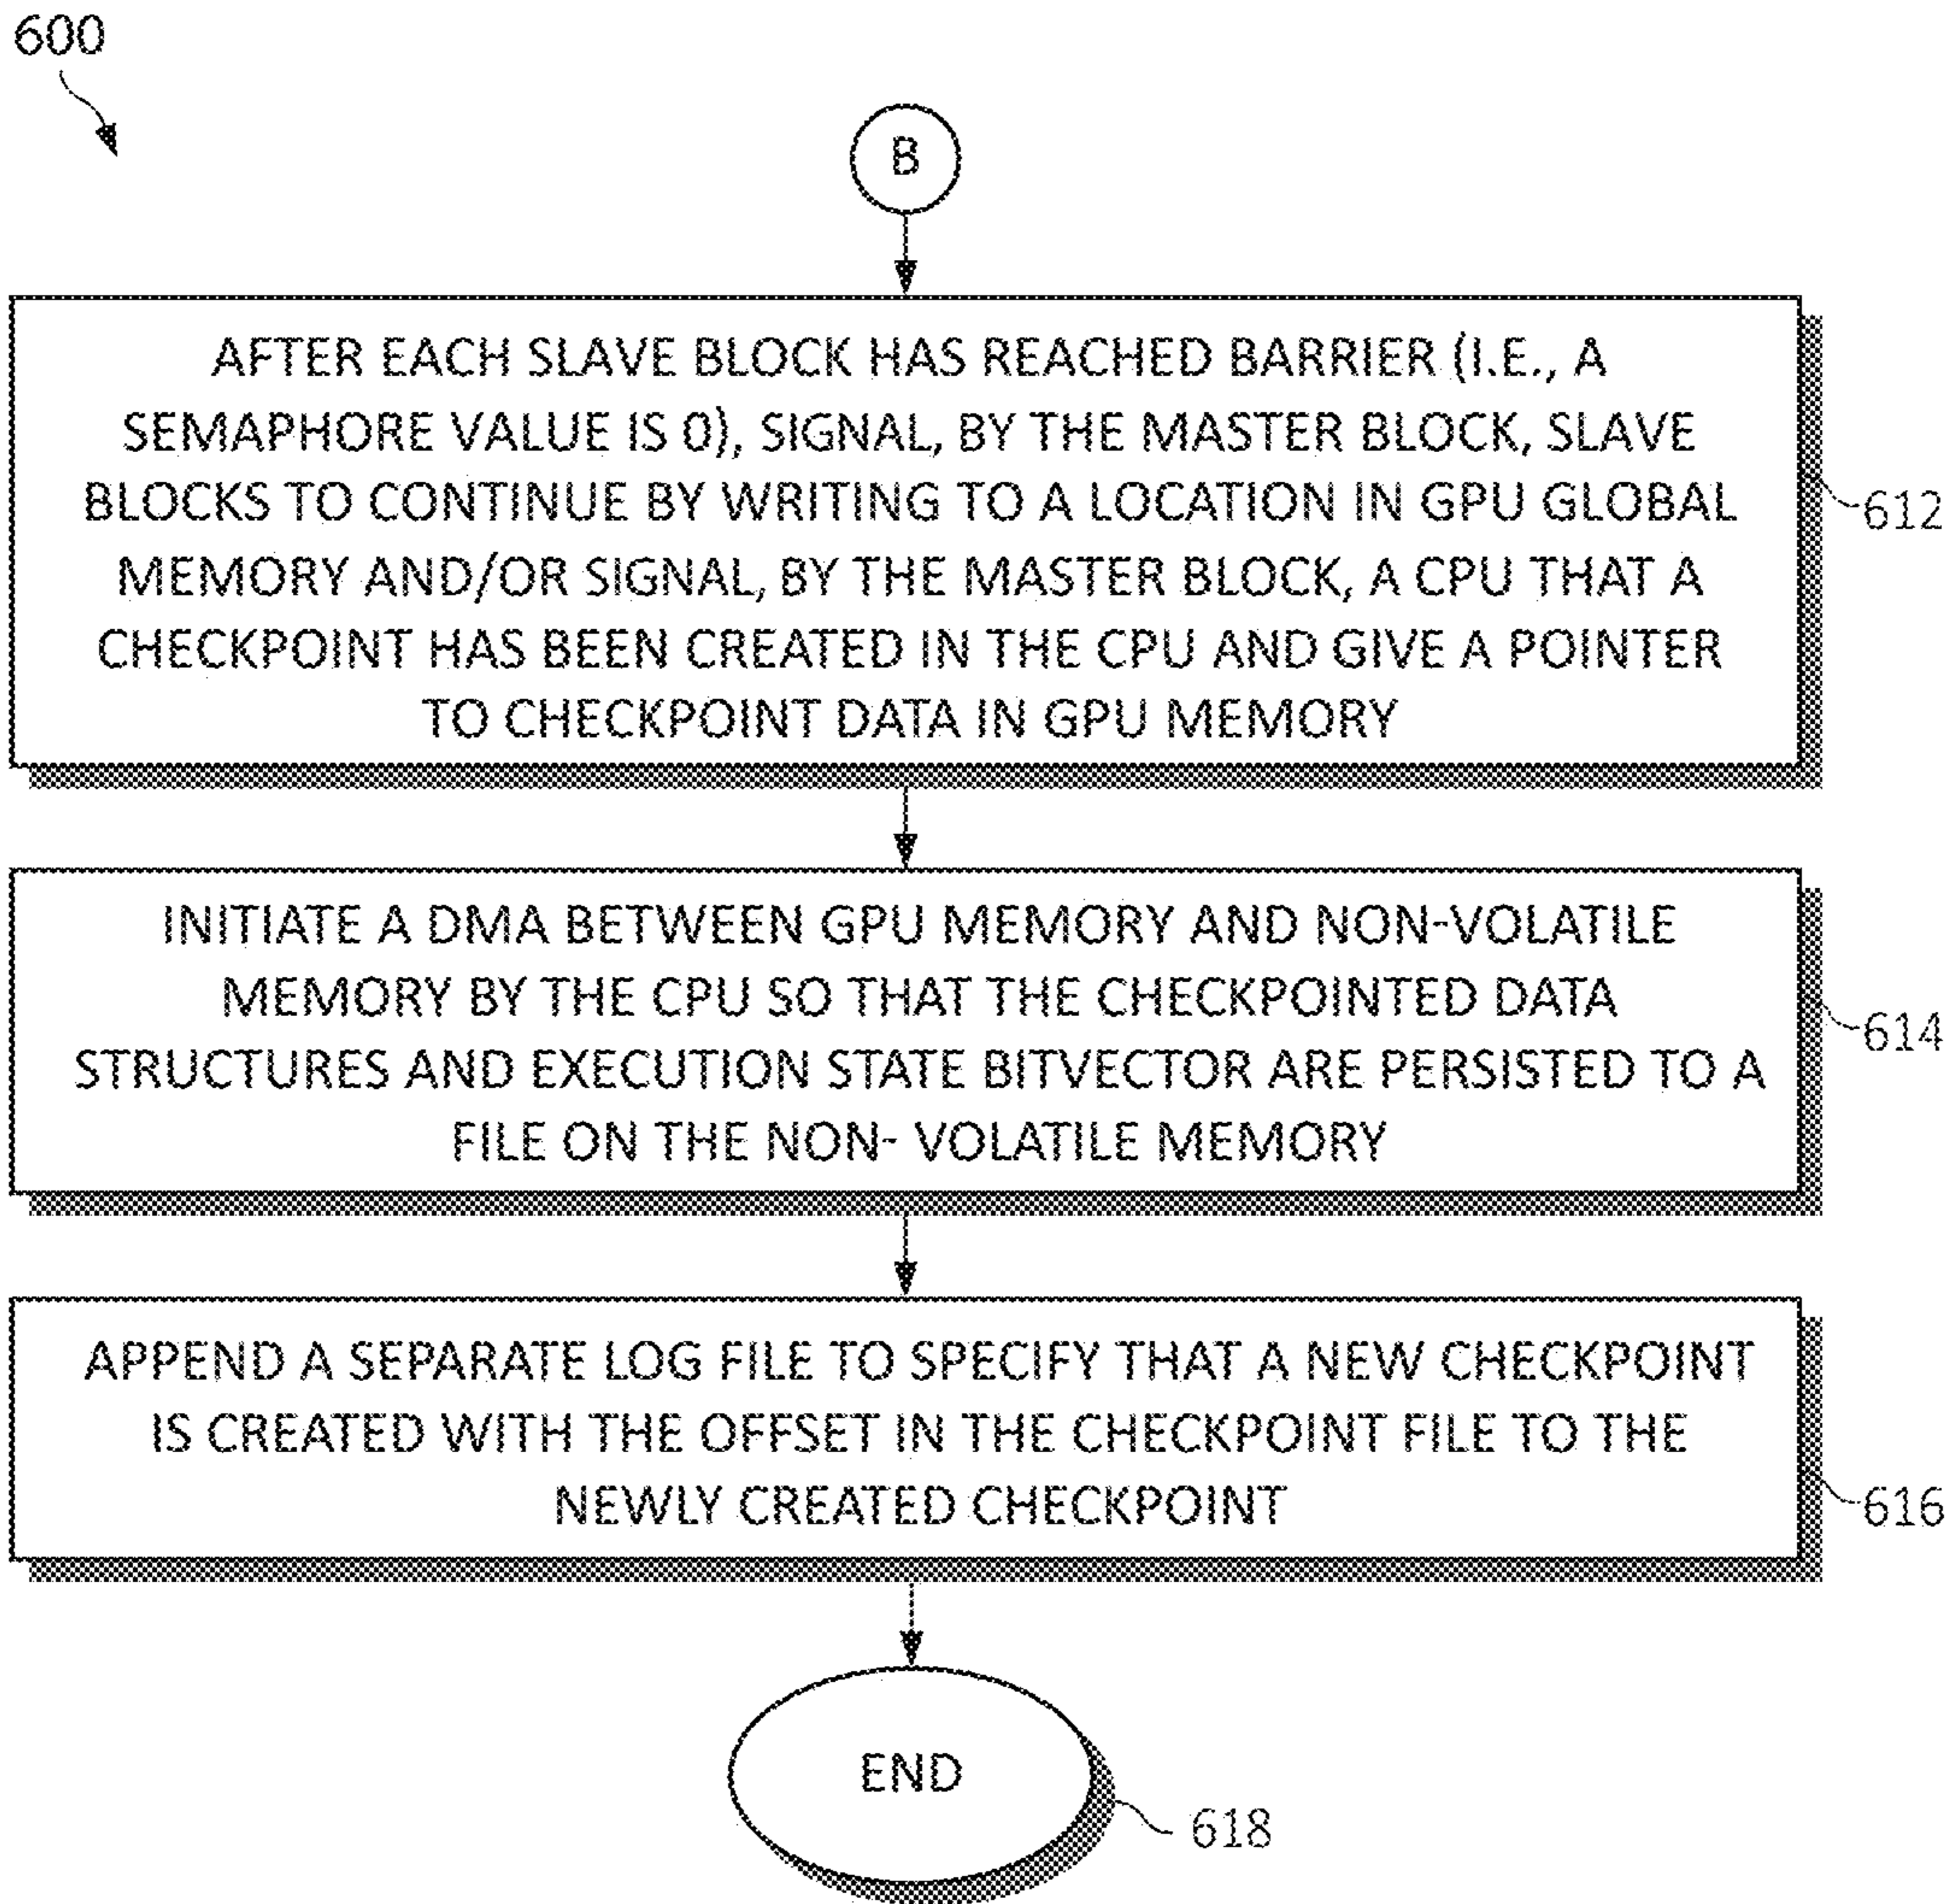 600
B
AFTER EACH SLAVE BLOCK HAS REACHED BARRIER (I.E., A
SEMAPHORE VALUE IS 0), SIGNAL, BY THE MASTER BLOCK, SLAVE
BLOCKS TO CONTINUE BY WRITING TO A LOCATION IN GPU GLOBAL
MEMORY AND/OR SIGNAL, BY THE MASTER BLOCK, A CPU THAT A
CHECKPOINT HAS BEEN CREATED IN THE CPU AND GIVE A POINTER
TO CHECKPOINT DATA IN GPU MEMORY
612
INITIATE A DMA BETWEEN GPU MEMORY AND NON-VOLATILE
MEMORY BY THE CPU SO THAT THE CHECKPOINTED DATA
STRUCTURES AND EXECUTION STATE BITVECTOR ARE PERSISTED TO A
FILE ON THE NON- VOLATILE MEMORY
614
APPEND A SEPARATE LOG FILE TO SPECIFY THAT A NEW CHECKPOINT
IS CREATED WITH THE OFFSET IN THE CHECKPOINT FILE TO THE
NEWLY CREATED CHECKPOINT
616
END
618